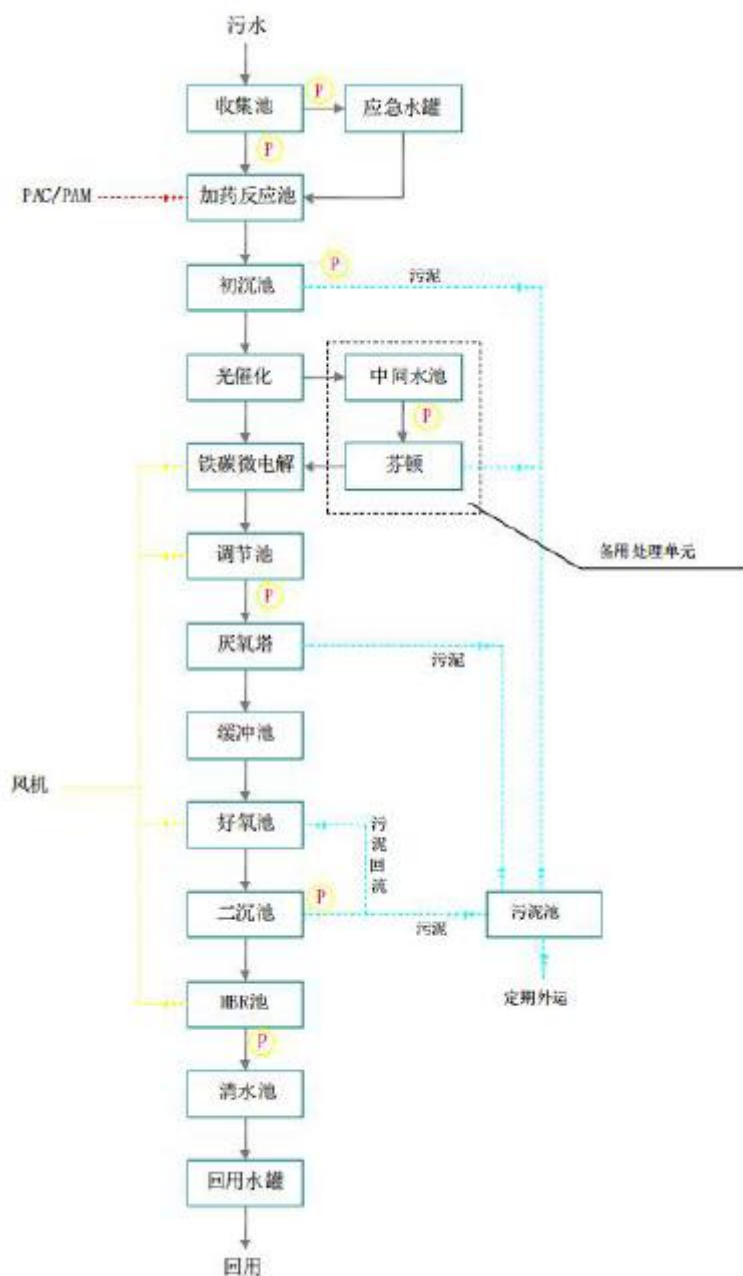 污水
收集池
P
应急水罐
P
PAC/PAM
加药反应池
P
初沉池
污泥
光催化
中间水池
P
铁碳微电解
芬顿
备用处理单元
调节池
P
厌氧塔
污泥
缓冲池
风机
好氧池
污泥回流
二沉池
P
污泥
污泥池
定期外运
MBR池
P
清水池
回用水罐
回用